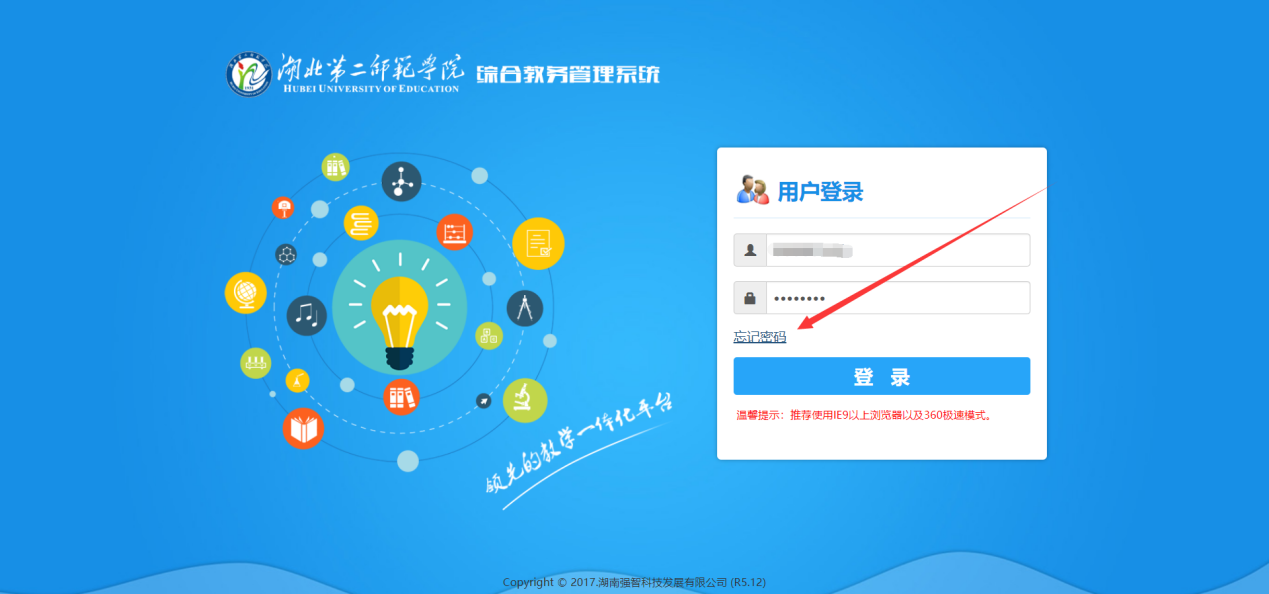 湖北第二师范学院 综合教务管理系统
HUBEI UNIVERSITY OF EDUCATION
用户登录
忘记密码
登 录
温馨提示：推荐使用IE9以上浏览器以及360极速模式。
领先的教学一体化平台
Copyright © 2017.湖南强智科技发展有限公司 (R5.12)